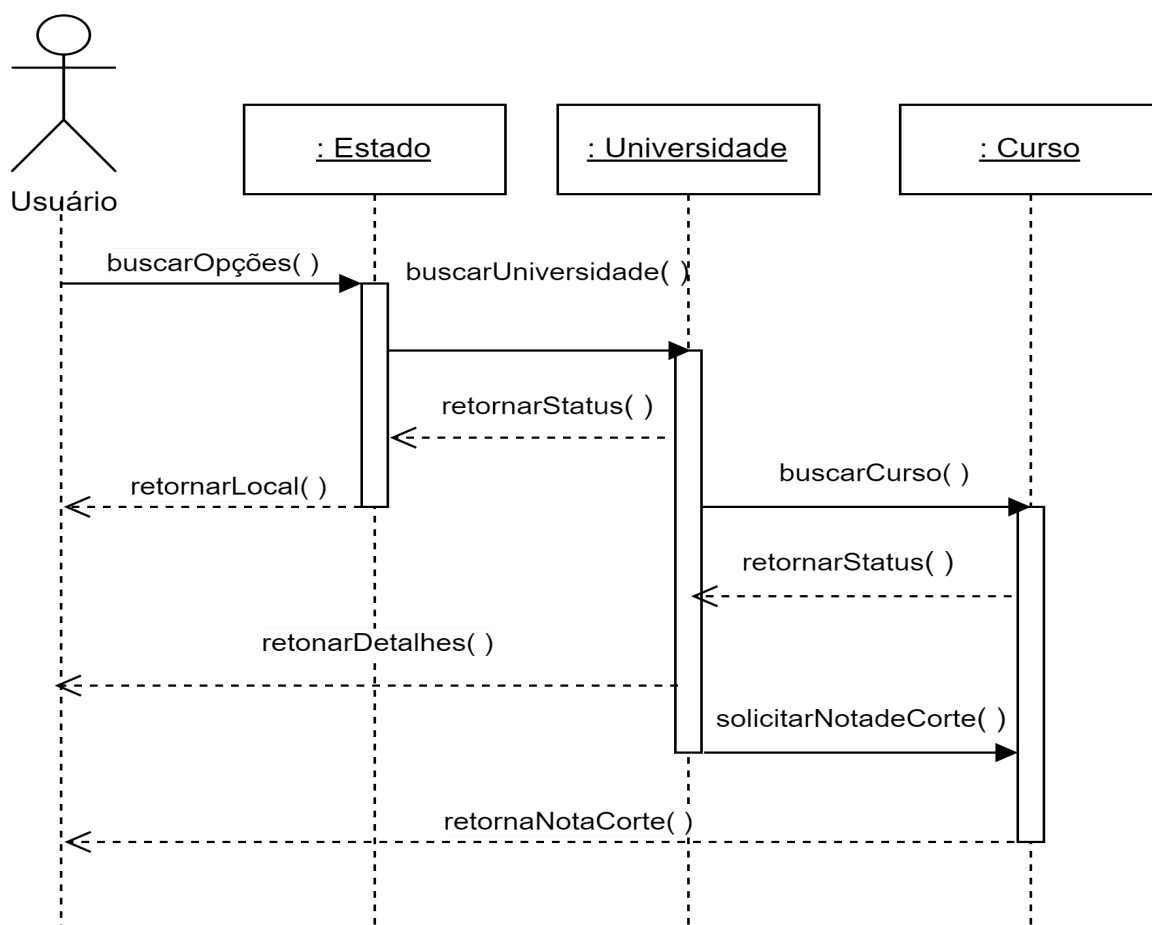 : Estado
: Universidade
: Curso
Usuário
buscarOpções( )
buscarUniversidade( )
retornarStatus( )
buscarCurso( )
retornarLocal( )
retornarStatus( )
retonarDetalhes( )
solicitarNotadeCorte( )
retornaNotaCorte( )